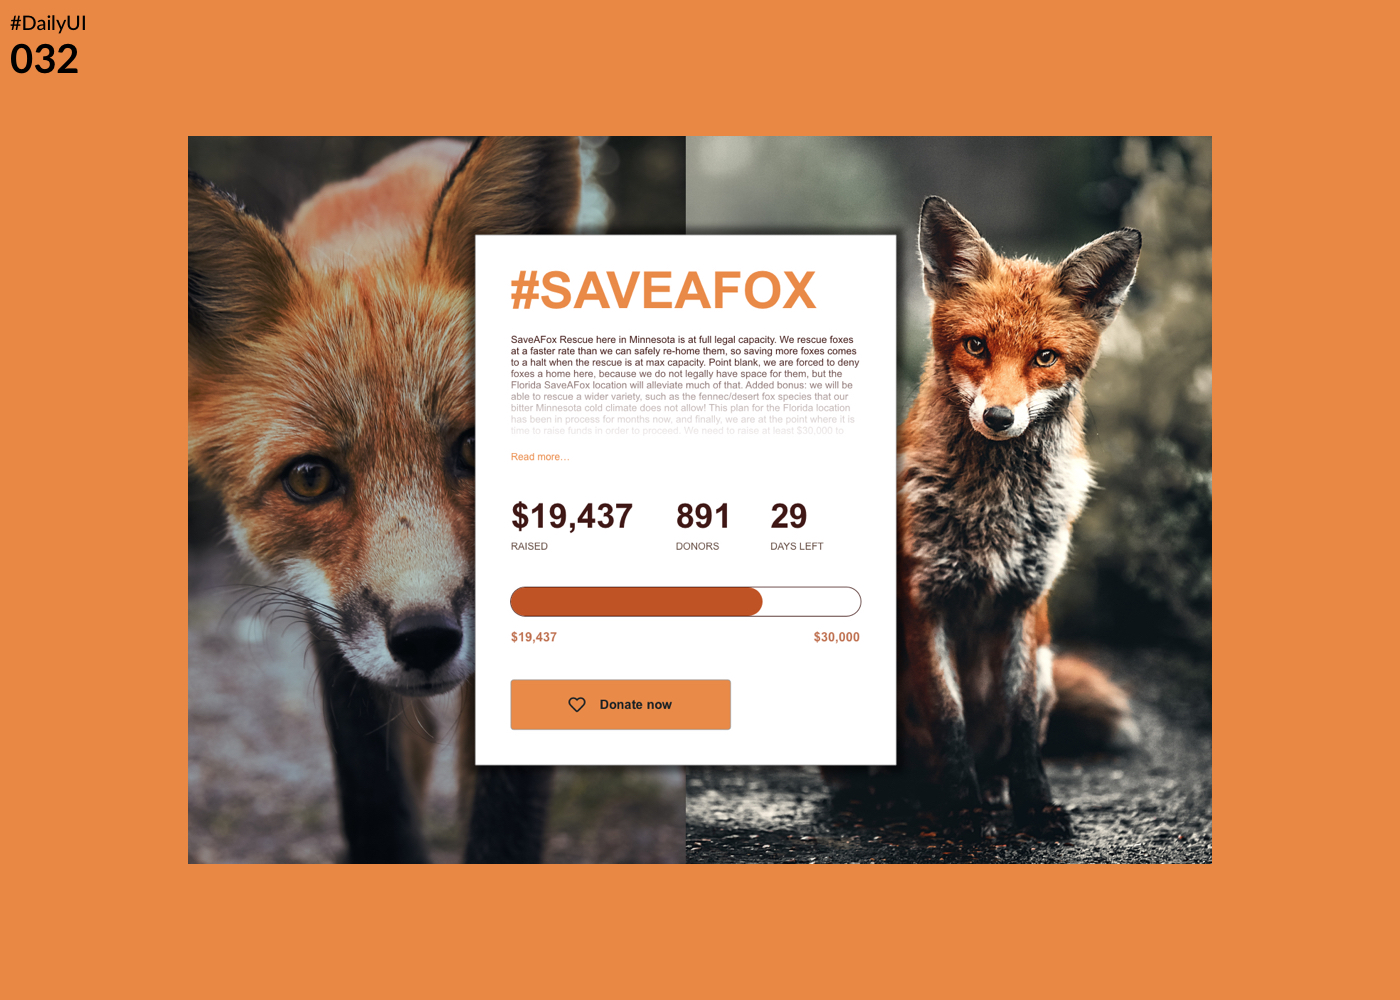 #DailyUI
032
#SAVEAFOX
SaveAFox Rescue here in Minnesota is at full legal capacity. We rescue foxes
at a faster rate than we can safely re-home them, so saving more foxes comes
to a halt when the rescue is at max capacity. Point blank, we are forced to deny
foxes a home here, because we do not legally have space for them, but the
Florida SaveAFox location will alleviate much of that. Added bonus: we will be
able to rescue a wider variety, such as the fennec/desert fox species that our
bitter Minnesota cold climate does not allow! This plan for the Florida location
has been in process for months now, and finally, we are at the point where it is
time to raise funds in order to proceed. We need to raise at least $30,000 to
Read more...
$19,437 891 29
RAISED DONORS DAYS LEFT
$19,437 $30,000
Donate now